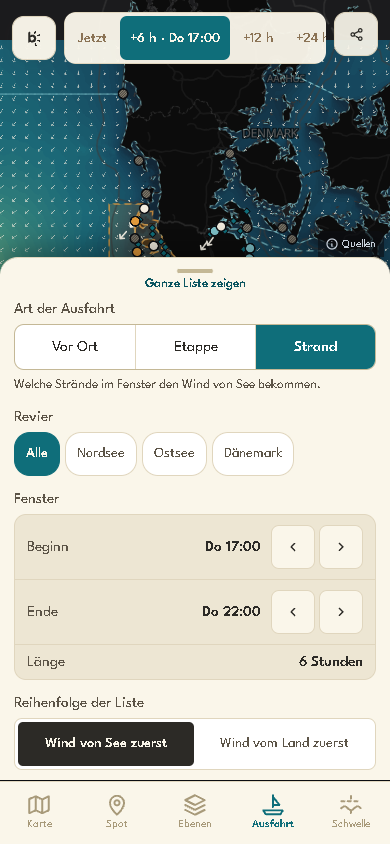 b:
Jetzt
+6 h · Do 17:00
+12 h
+24 h
DENMARK
Quellen
Ganze Liste zeigen
Art der Ausfahrt
Vor Ort
Etappe
Strand
Welche Strände im Fenster den Wind von See bekommen.
Revier
Alle
Nordsee
Ostsee
Dänemark
Fenster
Beginn
Do 17:00
Ende
Do 22:00
Länge
6 Stunden
Reihenfolge der Liste
Wind von See zuerst
Wind vom Land zuerst
Karte
Spot
Ebenen
Ausfahrt
Schwelle